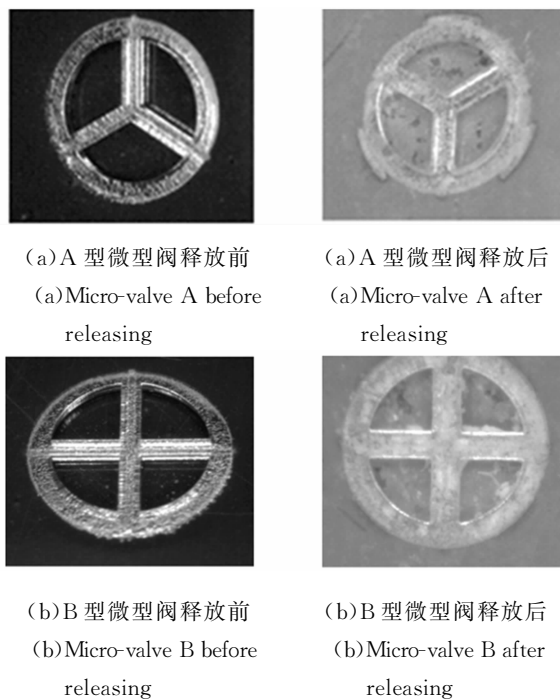 (a)A 型微型阀释放前
(a)Micro-valve A before
releasing
(a)A 型微型阀释放后
(a)Micro-valve A after
releasing
(b)B 型微型阀释放前
(b)Micro-valve B before
releasing
(b)B 型微型阀释放后
(b)Micro-valve B after
releasing